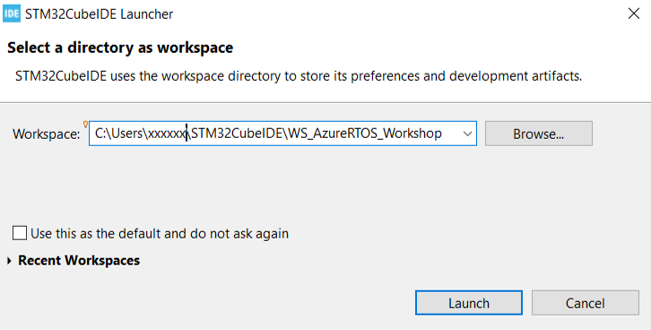 IDE STM32CubeIDE Launcher
Select a directory as workspace
STM32CubeIDE uses the workspace directory to store its preferences and development artifacts.
Workspace: C:\Users\xxxxxx\STM32CubeIDE\WS_AzureRTOS_Workshop Browse...
Use this as the default and do not ask again
Recent Workspaces
Launch Cancel